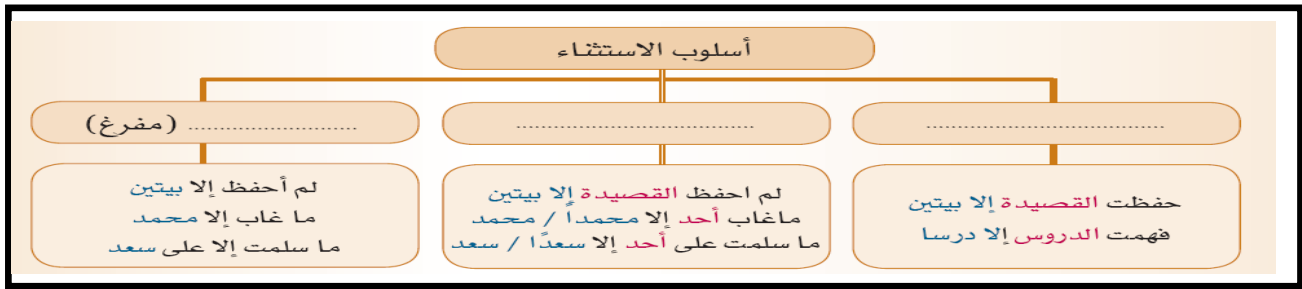 أسلوب الاستثناء
....................................
....................................
.......................... (مفرغ)
حفظت القصيدة إلا بيتين
فهمت الدروس إلا درسا
لم احفظ القصيدة إلا بيتين
ماغاب أحد إلا محمداً / محمد
ما سلمت على أحد إلا سعدًا / سعد
لم أحفظ إلا بيتين
ما غاب إلا محمد
ما سلمت إلا على سعد